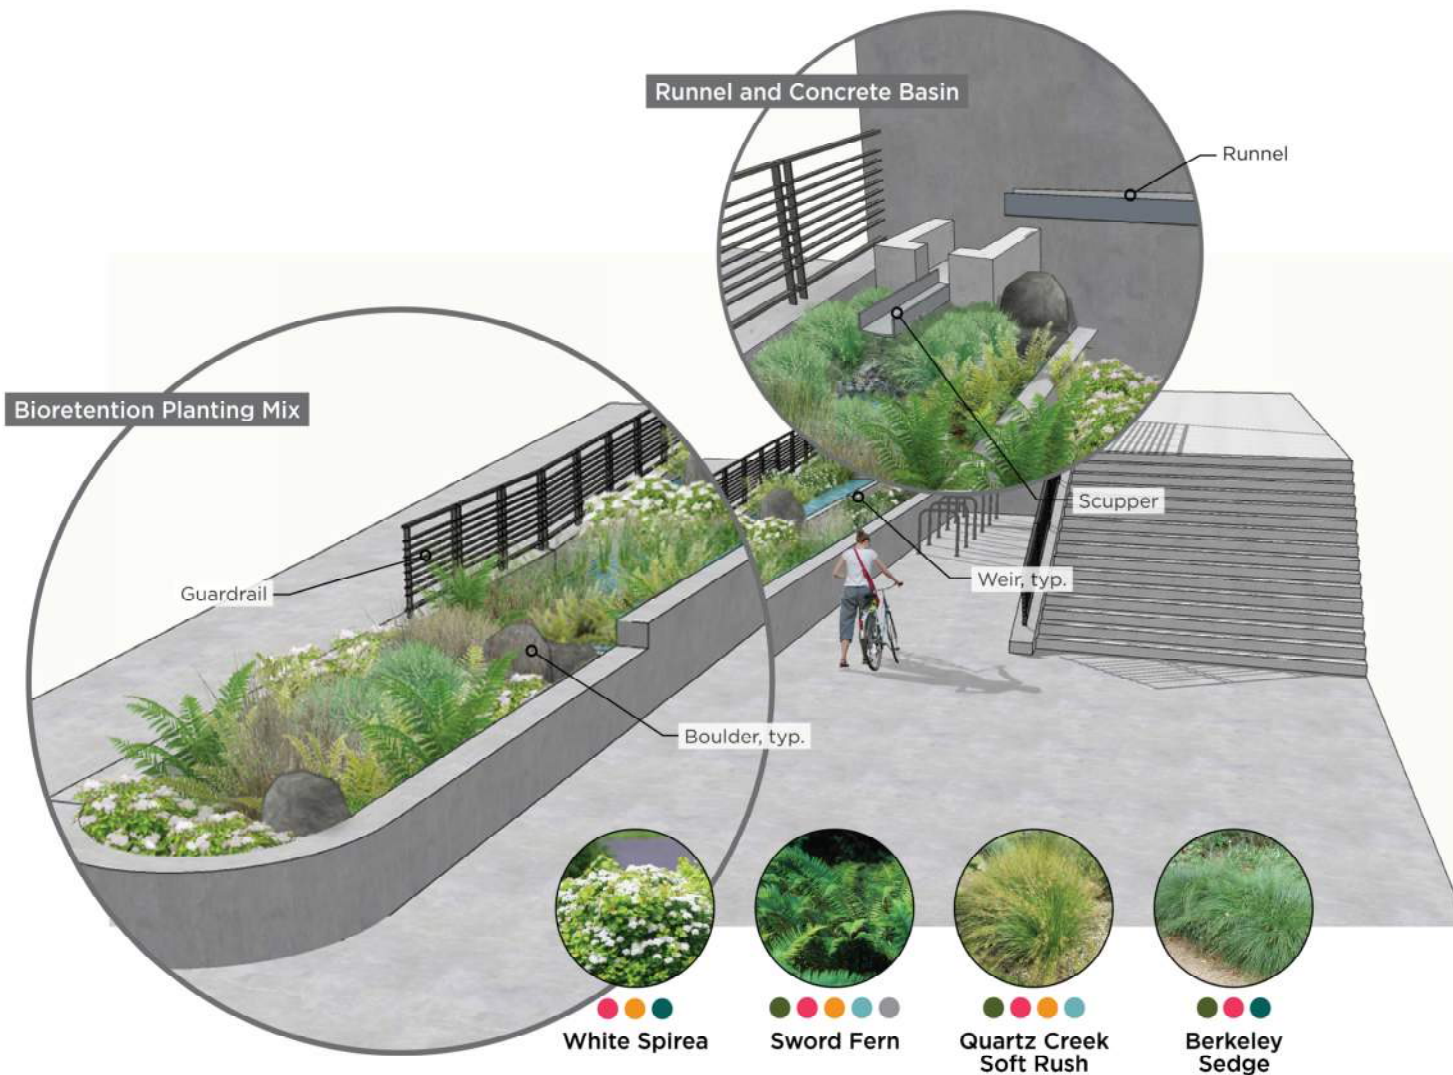 Runnel and Concrete Basin
Runnel
Bioretention Planting Mix
Scupper
Weir, typ.
Guardrail
Boulder, typ.
White Spirea
Sword Fern
Quartz Creek
Soft Rush
Berkeley
Sedge